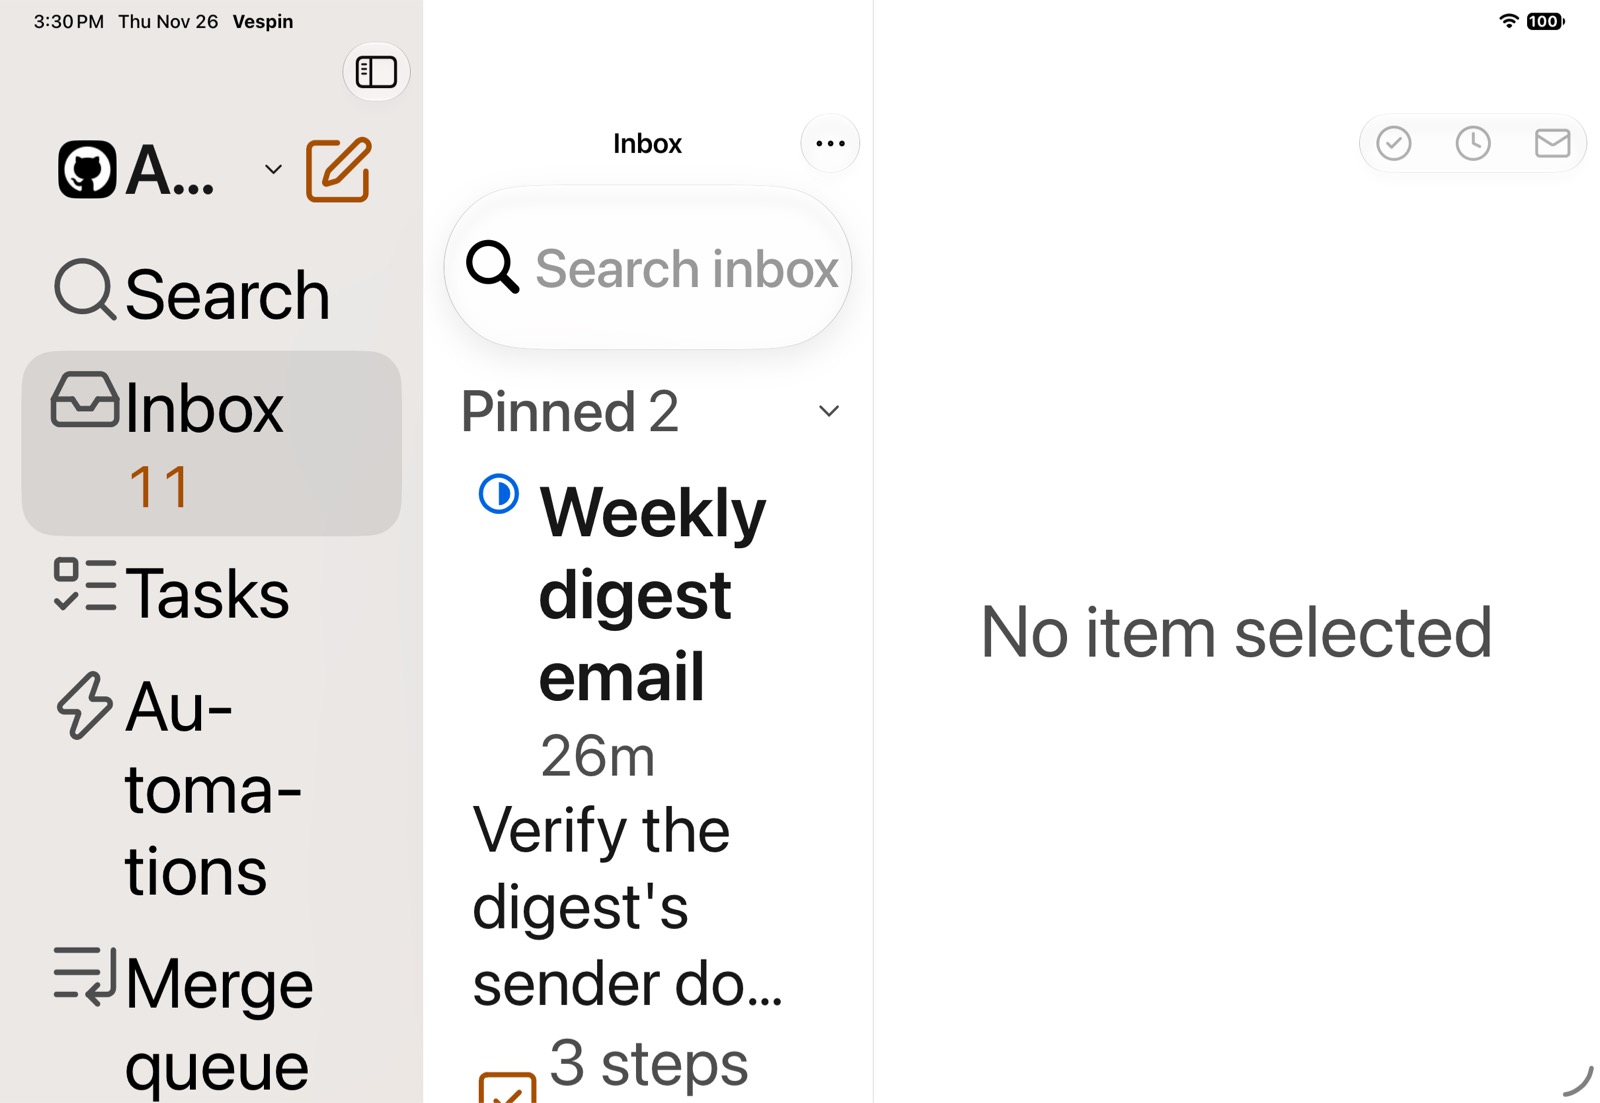 3:30 PM Thu Nov 26 Vespin
100
A...
Search
Inbox
11
Tasks
Au-
toma-
tions
Merge
queue
Inbox
Search inbox
Pinned 2
Weekly
digest
email
26m
Verify the
digest's
sender do...
3 steps
No item selected